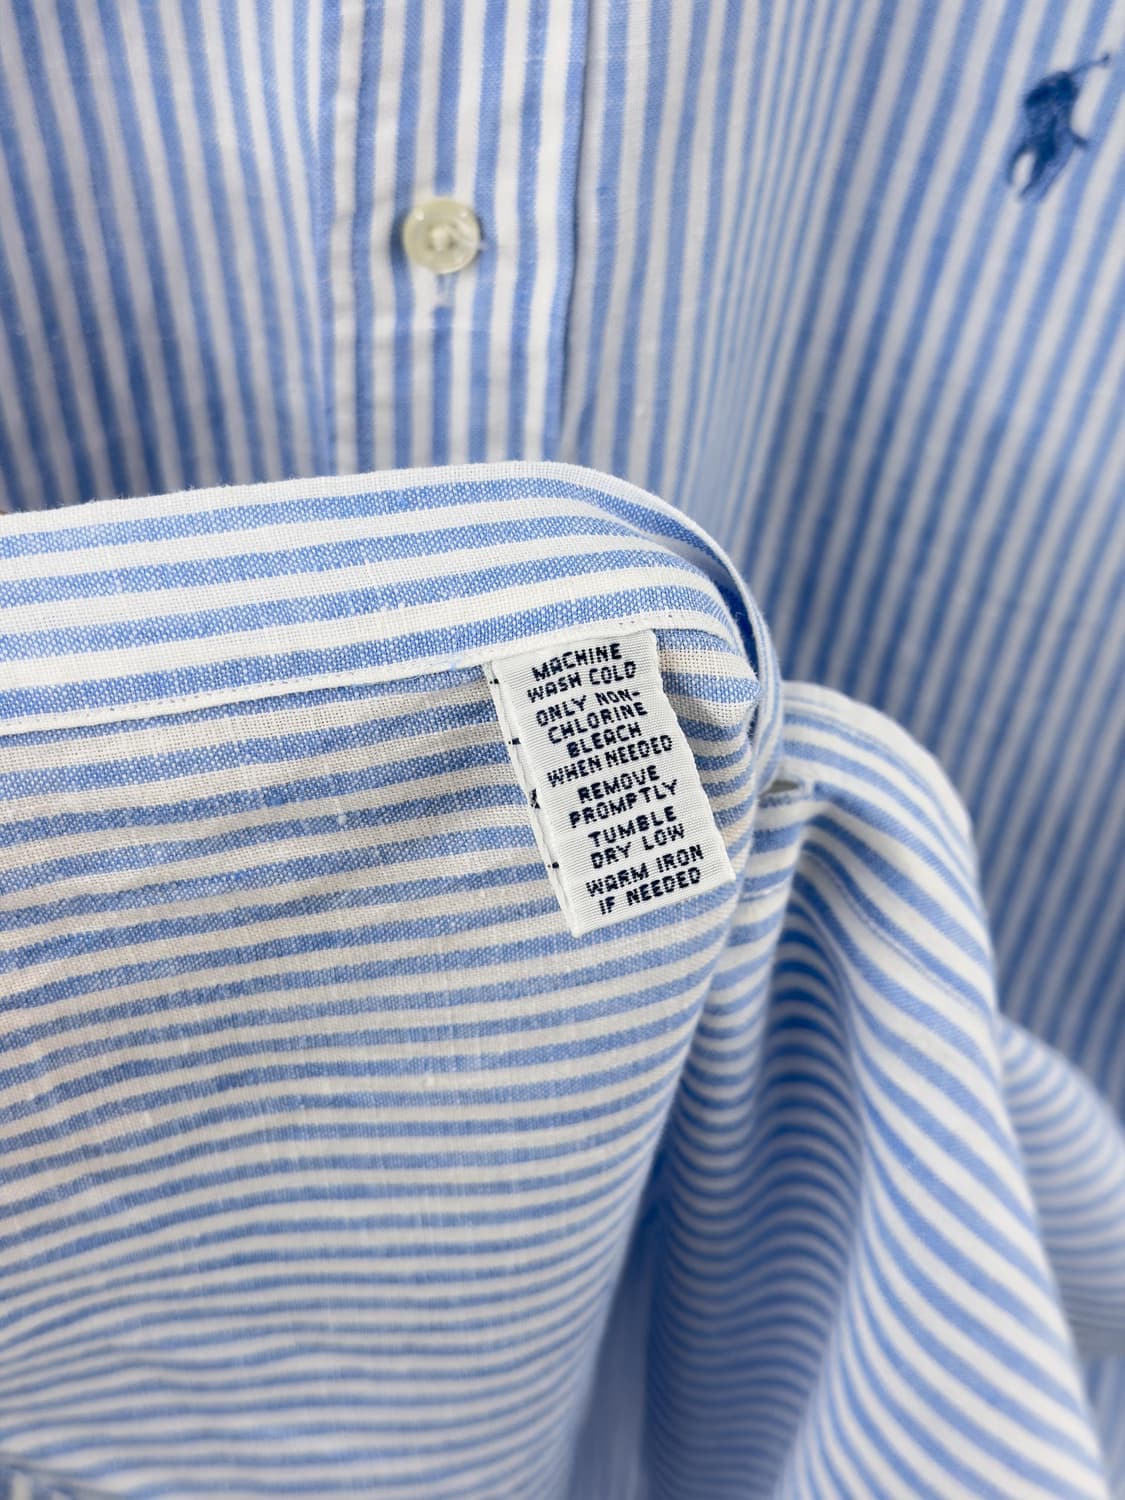 MACHINE
WASH COLD
ONLY NON-
CHLORINE
BLEACH
WHEN NEEDED
REMOVE
PROMPTLY
TUMBLE
DRY LOW
WARM IRON
IF NEEDED